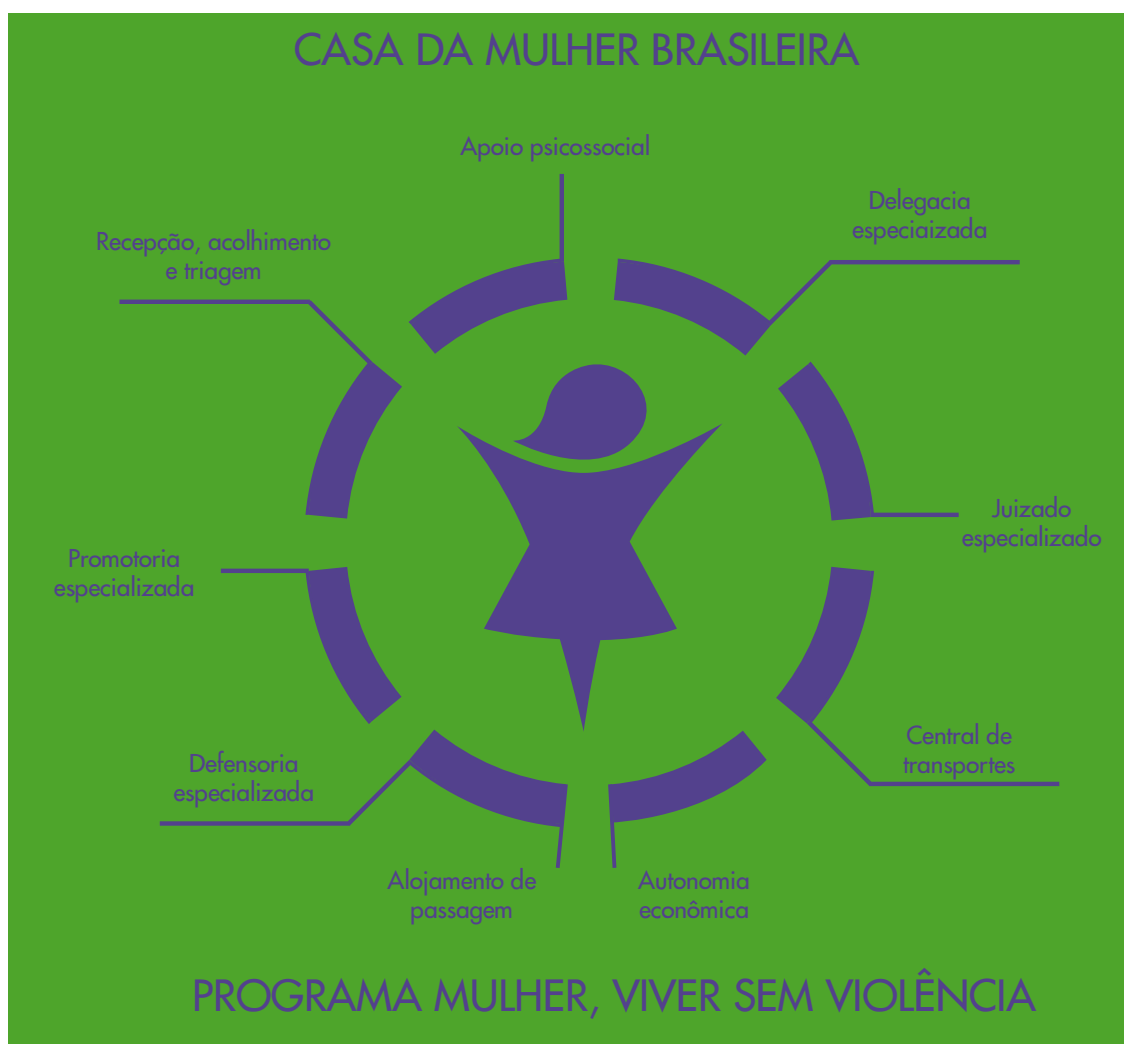 CASA DA MULHER BRASILEIRA
Apoio psicossocial
Delegacia
especiaizada
Recepção, acolhimento
e triagem
Juizado
especializado
Promotoria
especializada
Central de
transportes
Defensoria
especializada
Alojamento de
passagem
Autonomia
econômica
PROGRAMA MULHER, VIVER SEM VIOLÊNCIA